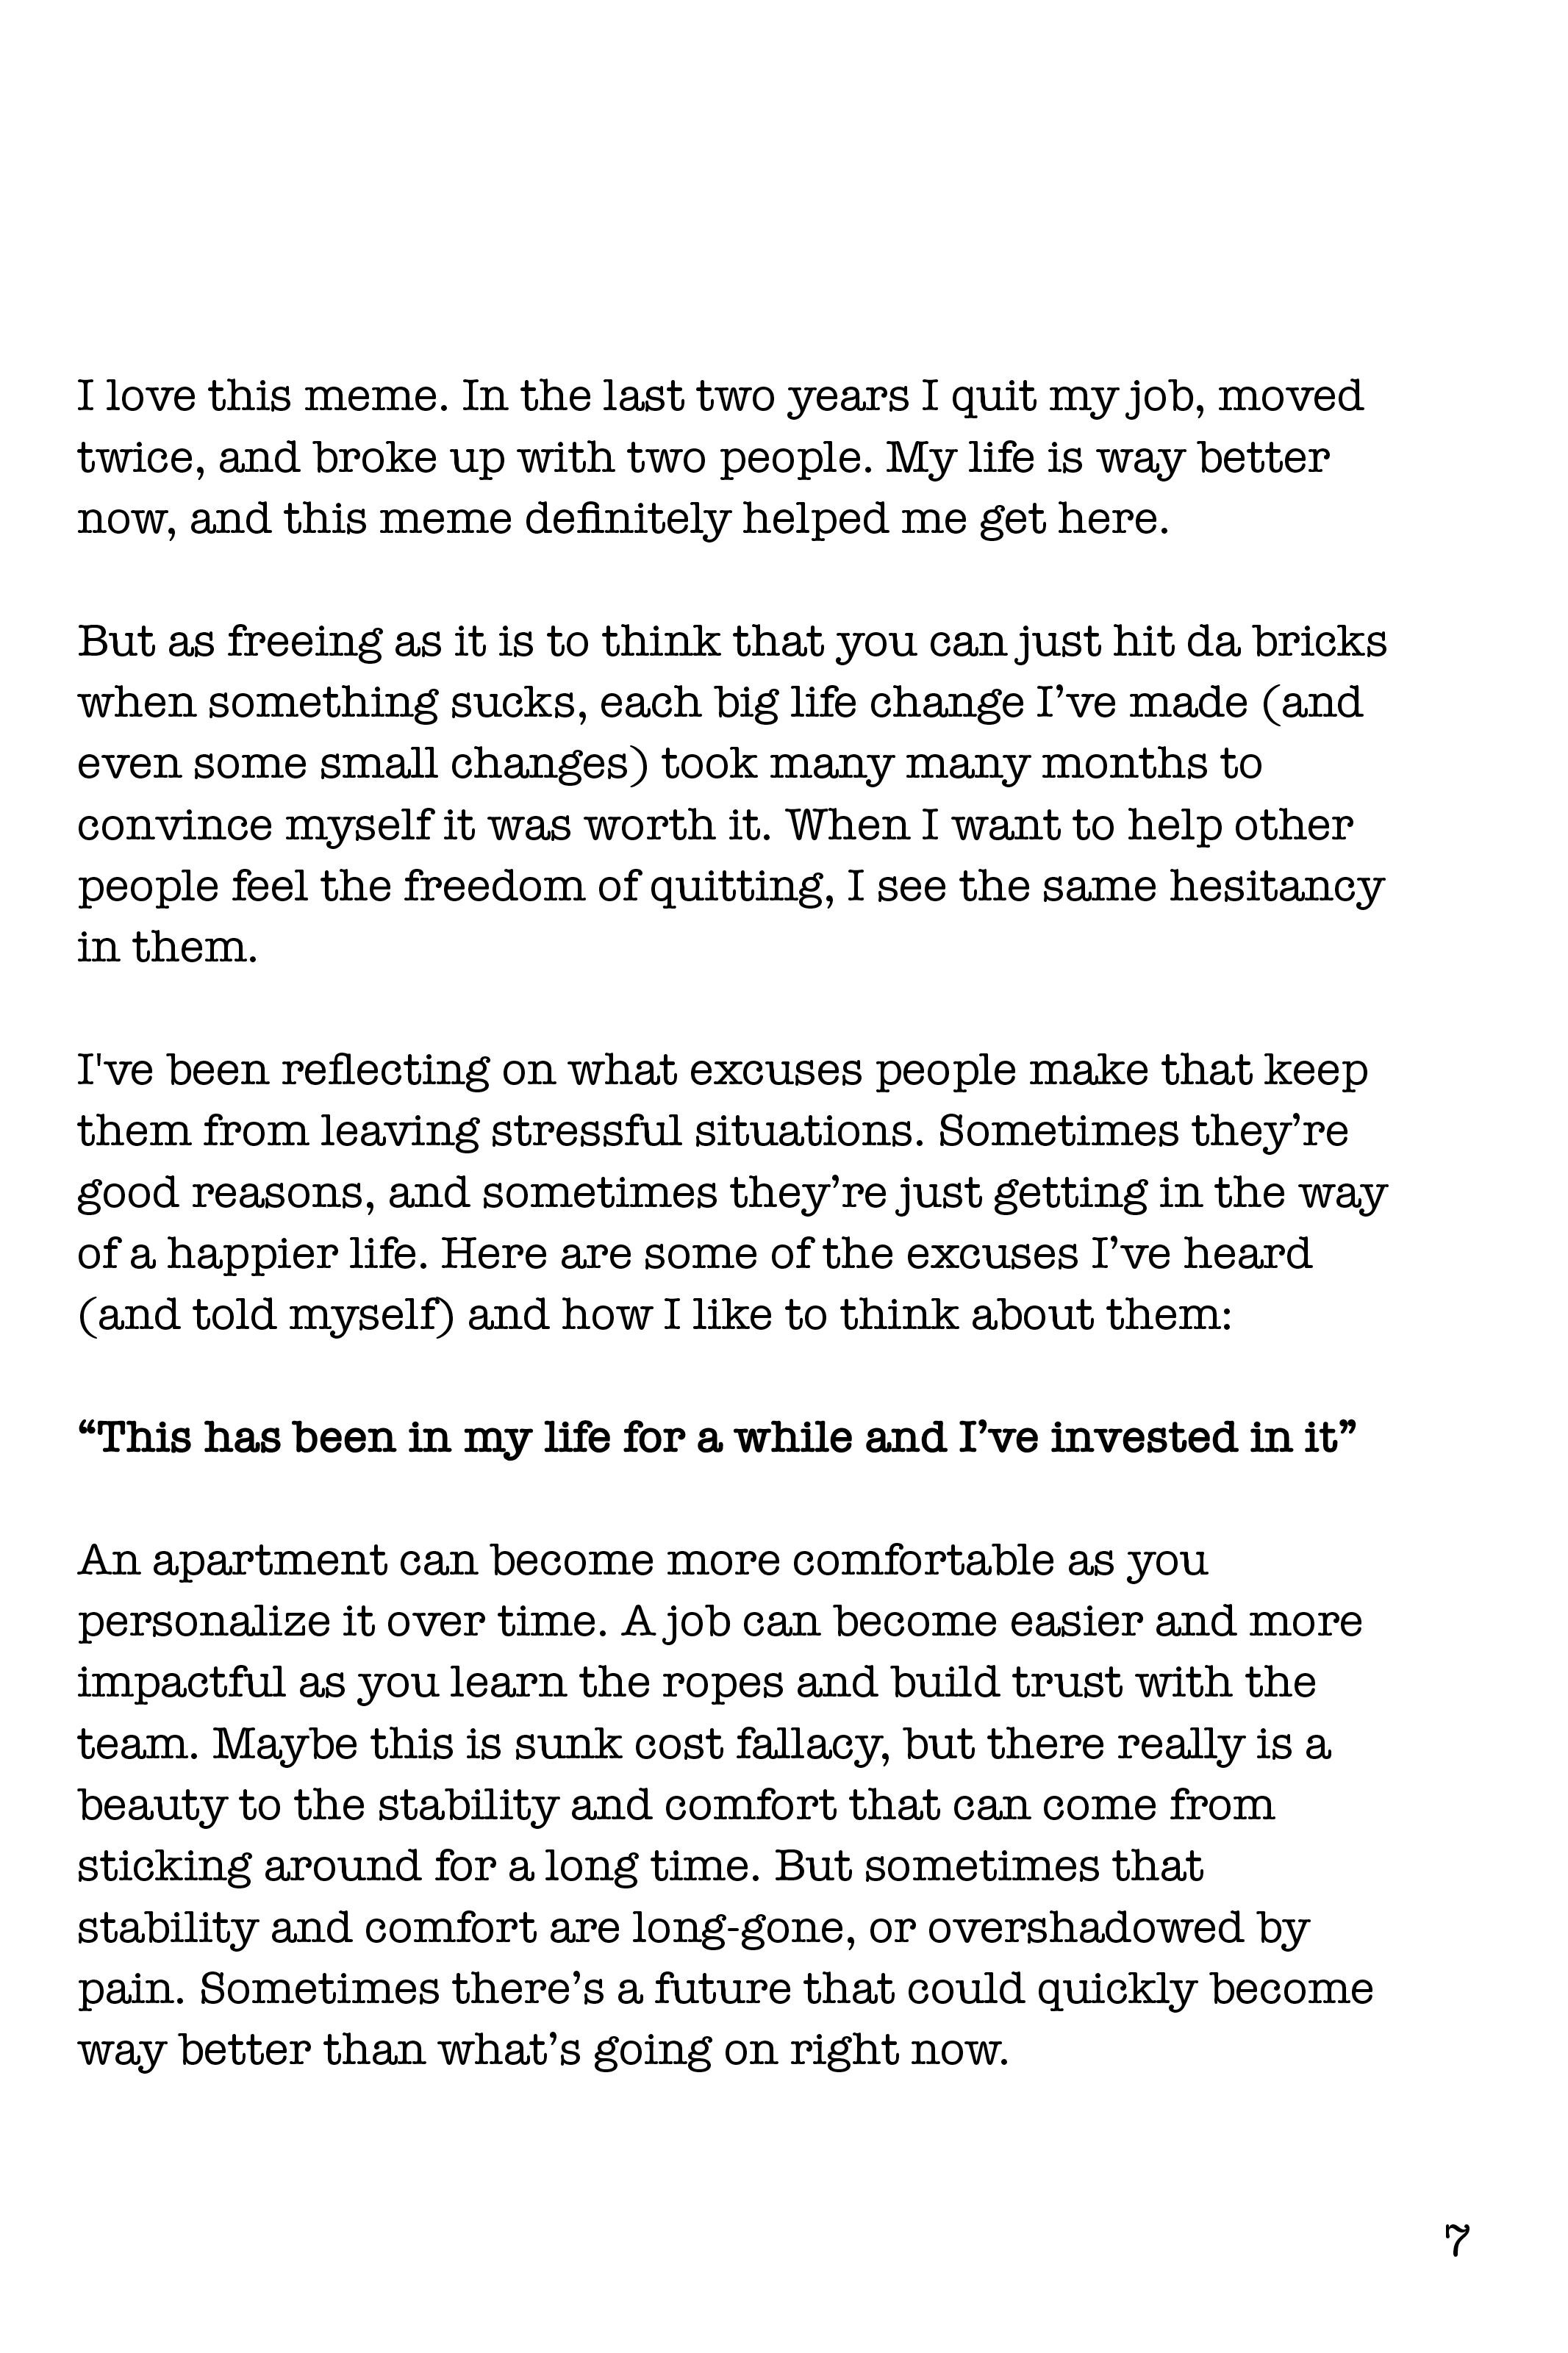 I love this meme. In the last two years I quit my job, moved
twice, and broke up with two people. My life is way better
now, and this meme definitely helped me get here.
But as freeing as it is to think that you can just hit da bricks
when something sucks, each big life change I’ve made (and
even some small changes) took many many months to
convince myself it was worth it. When I want to help other
people feel the freedom of quitting, I see the same hesitancy
in them.
I've been reflecting on what excuses people make that keep
them from leaving stressful situations. Sometimes they’re
good reasons, and sometimes they’re just getting in the way
of a happier life. Here are some of the excuses I’ve heard
(and told myself) and how I like to think about them:
“This has been in my life for a while and I’ve invested in it”
An apartment can become more comfortable as you
personalize it over time. A job can become easier and more
impactful as you learn the ropes and build trust with the
team. Maybe this is sunk cost fallacy, but there really is a
beauty to the stability and comfort that can come from
sticking around for a long time. But sometimes that
stability and comfort are long-gone, or overshadowed by
pain. Sometimes there’s a future that could quickly become
way better than what’s going on right now.
7